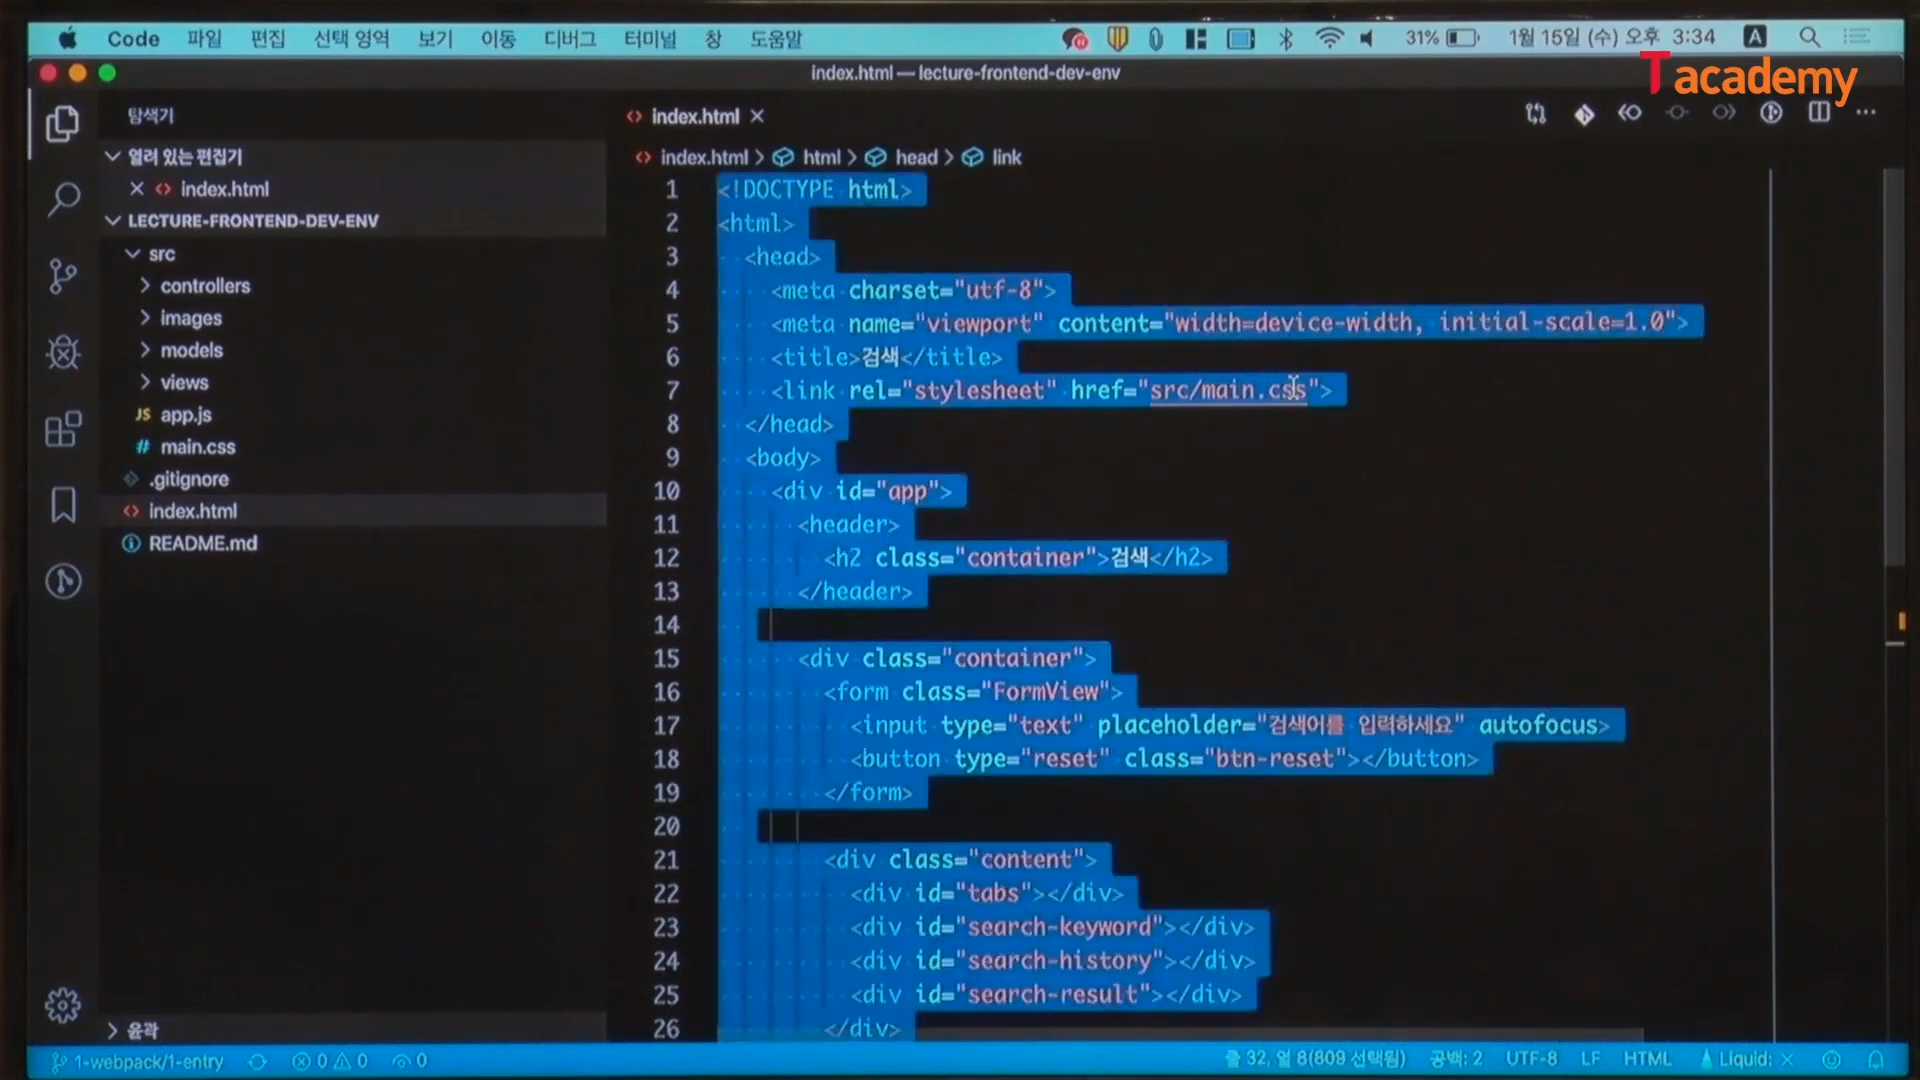 Code 파일 편집 선택 영역 보기 이동 디버그 터미널 창 도움말 31% 1월 15일 (수) 오후 3:34 A
T academy
index.html — lecture-frontend-dev-env
탐색기
열려 있는 편집기
index.html
LECTURE-FRONTEND-DEV-ENV
src
controllers
images
models
views
JS app.js
# main.css
.gitignore
index.html
README.md
윤곽
index.html
index.html > html > head > link
1 <!DOCTYPE html>
2 <html>
3 <head>
4 <meta charset="utf-8">
5 <meta name="viewport" content="width=device-width, initial-scale=1.0">
6 <title>검색</title>
7 <link rel="stylesheet" href="src/main.css">
8 </head>
9 <body>
10 <div id="app">
11 <header>
12 <h2 class="container">검색</h2>
13 </header>
14
15 <div class="container">
16 <form class="FormView">
17 <input type="text" placeholder="검색어를 입력하세요" autofocus>
18 <button type="reset" class="btn-reset"></button>
19 </form>
20
21 <div class="content">
22 <div id="tabs"></div>
23 <div id="search-keyword"></div>
24 <div id="search-history"></div>
25 <div id="search-result"></div>
26 </div>
1-webpack/1-entry 0 0 0 줄 32, 열 8(809 선택됨) 공백: 2 UTF-8 LF HTML Liquid: ×